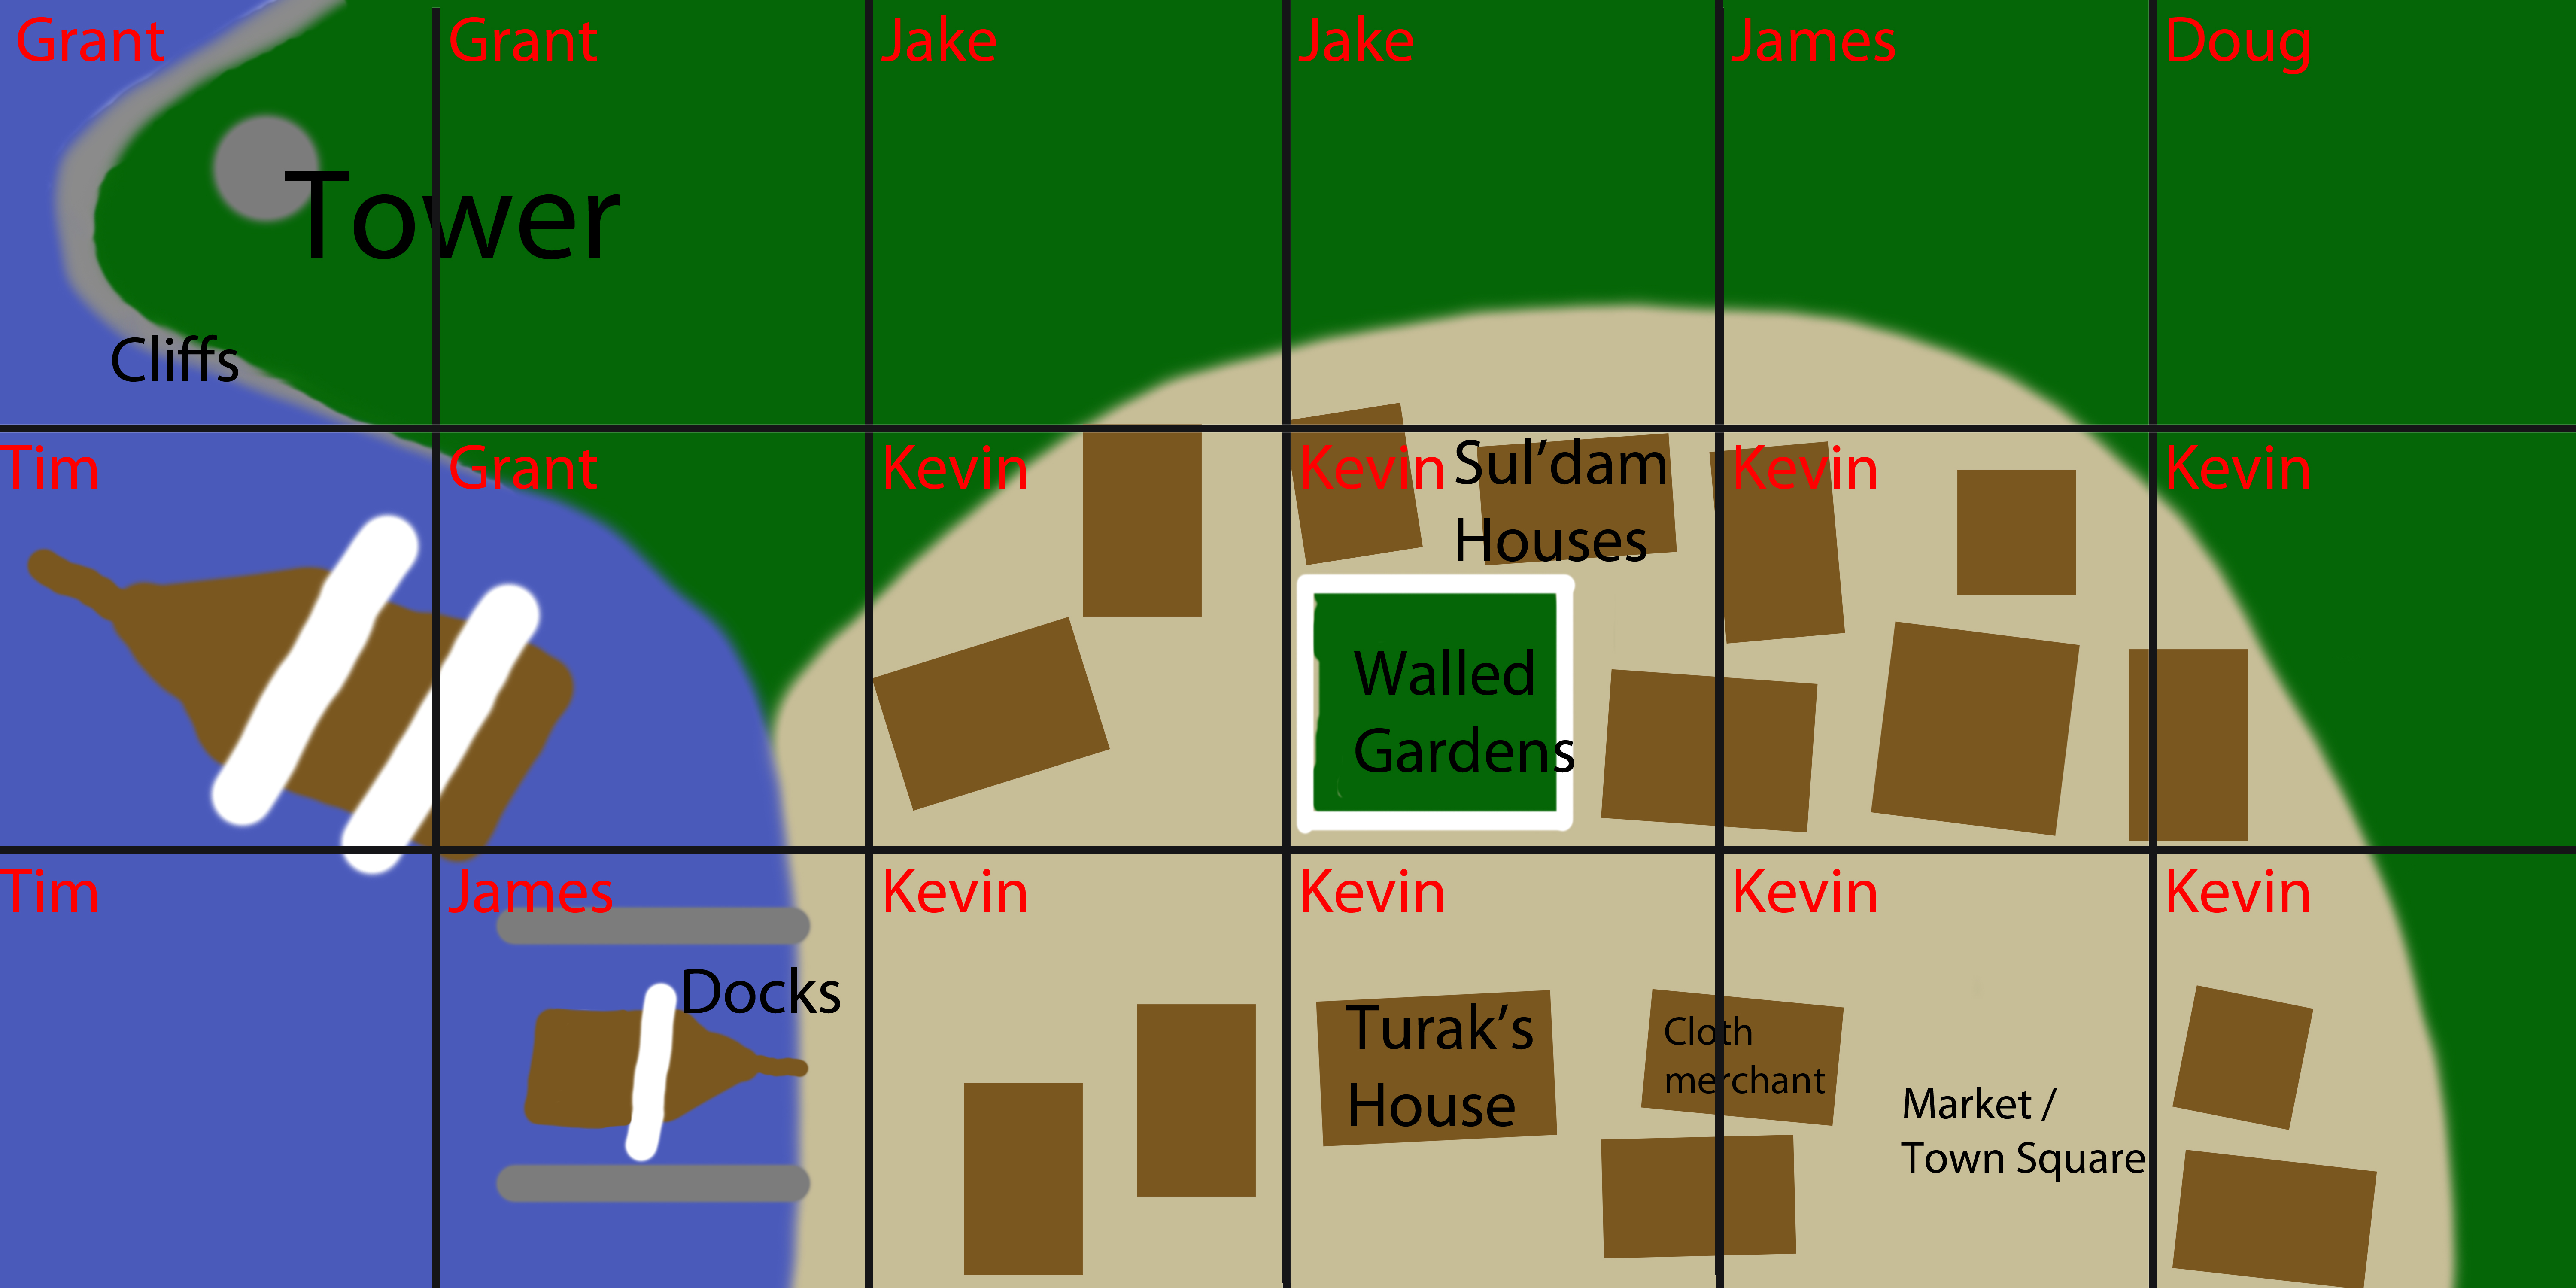 Grant
Grant
Jake
Jake
James
Doug
Tower
Cliffs
Tim
Grant
Kevin
Kevin
Sul’dam
Houses
Kevin
Kevin
Walled
Gardens
Tim
James
Kevin
Kevin
Kevin
Kevin
Docks
Turak’s
House
Cloth
merchant
Market /
Town Square